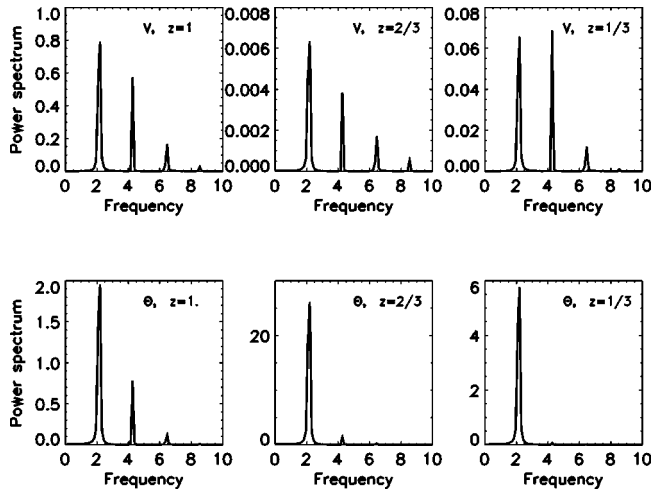 V, z=1
V, z=2/3
V, z=1/3
Power spectrum
1.0
0.8
0.6
0.4
0.2
0.0
0.008
0.006
0.004
0.002
0.000
0.08
0.06
0.04
0.02
0.00
0 2 4 6 8 10
0 2 4 6 8 10
0 2 4 6 8 10
Frequency
Frequency
Frequency
Θ, z=1.
Θ, z=2/3
Θ, z=1/3
Power spectrum
2.0
1.5
1.0
0.5
0.0
20
0
6
4
2
0
0 2 4 6 8 10
0 2 4 6 8 10
0 2 4 6 8 10
Frequency
Frequency
Frequency